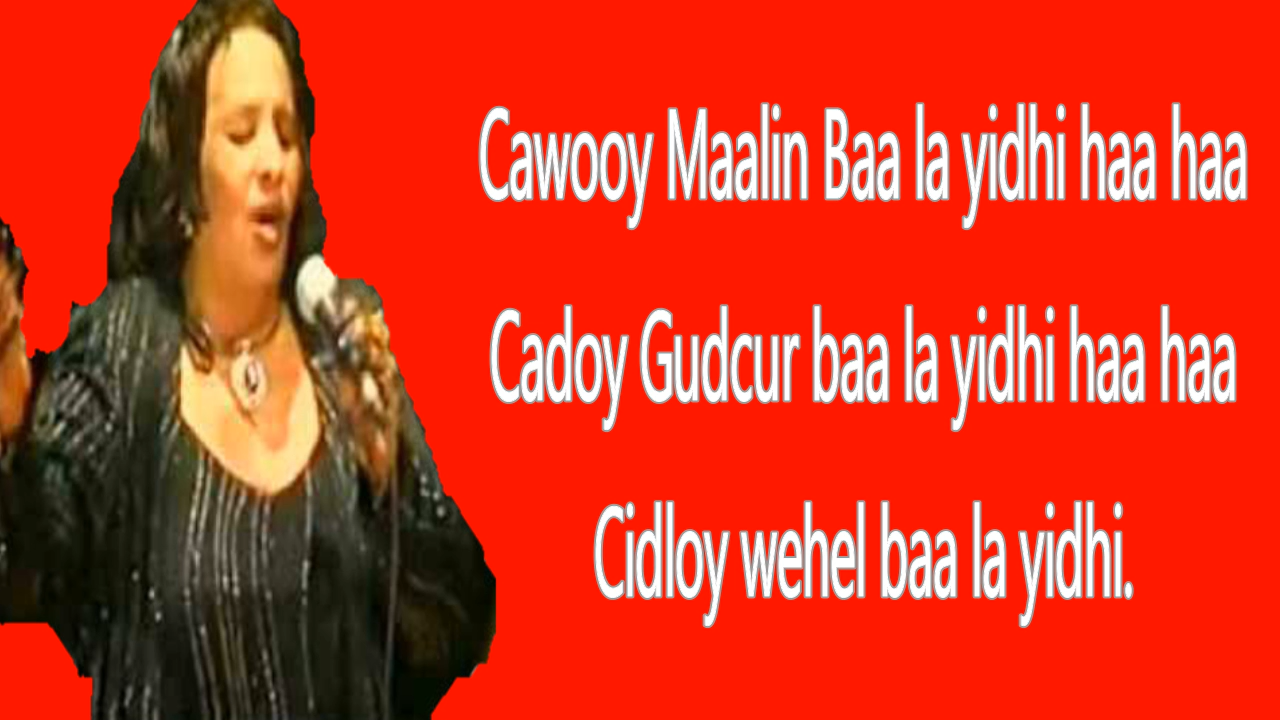 Cawooy Maalin Baa la yidhi haa haa
Cadoy Gudcur baa la yidhi haa haa
Cidloy wehel baa la yidhi.